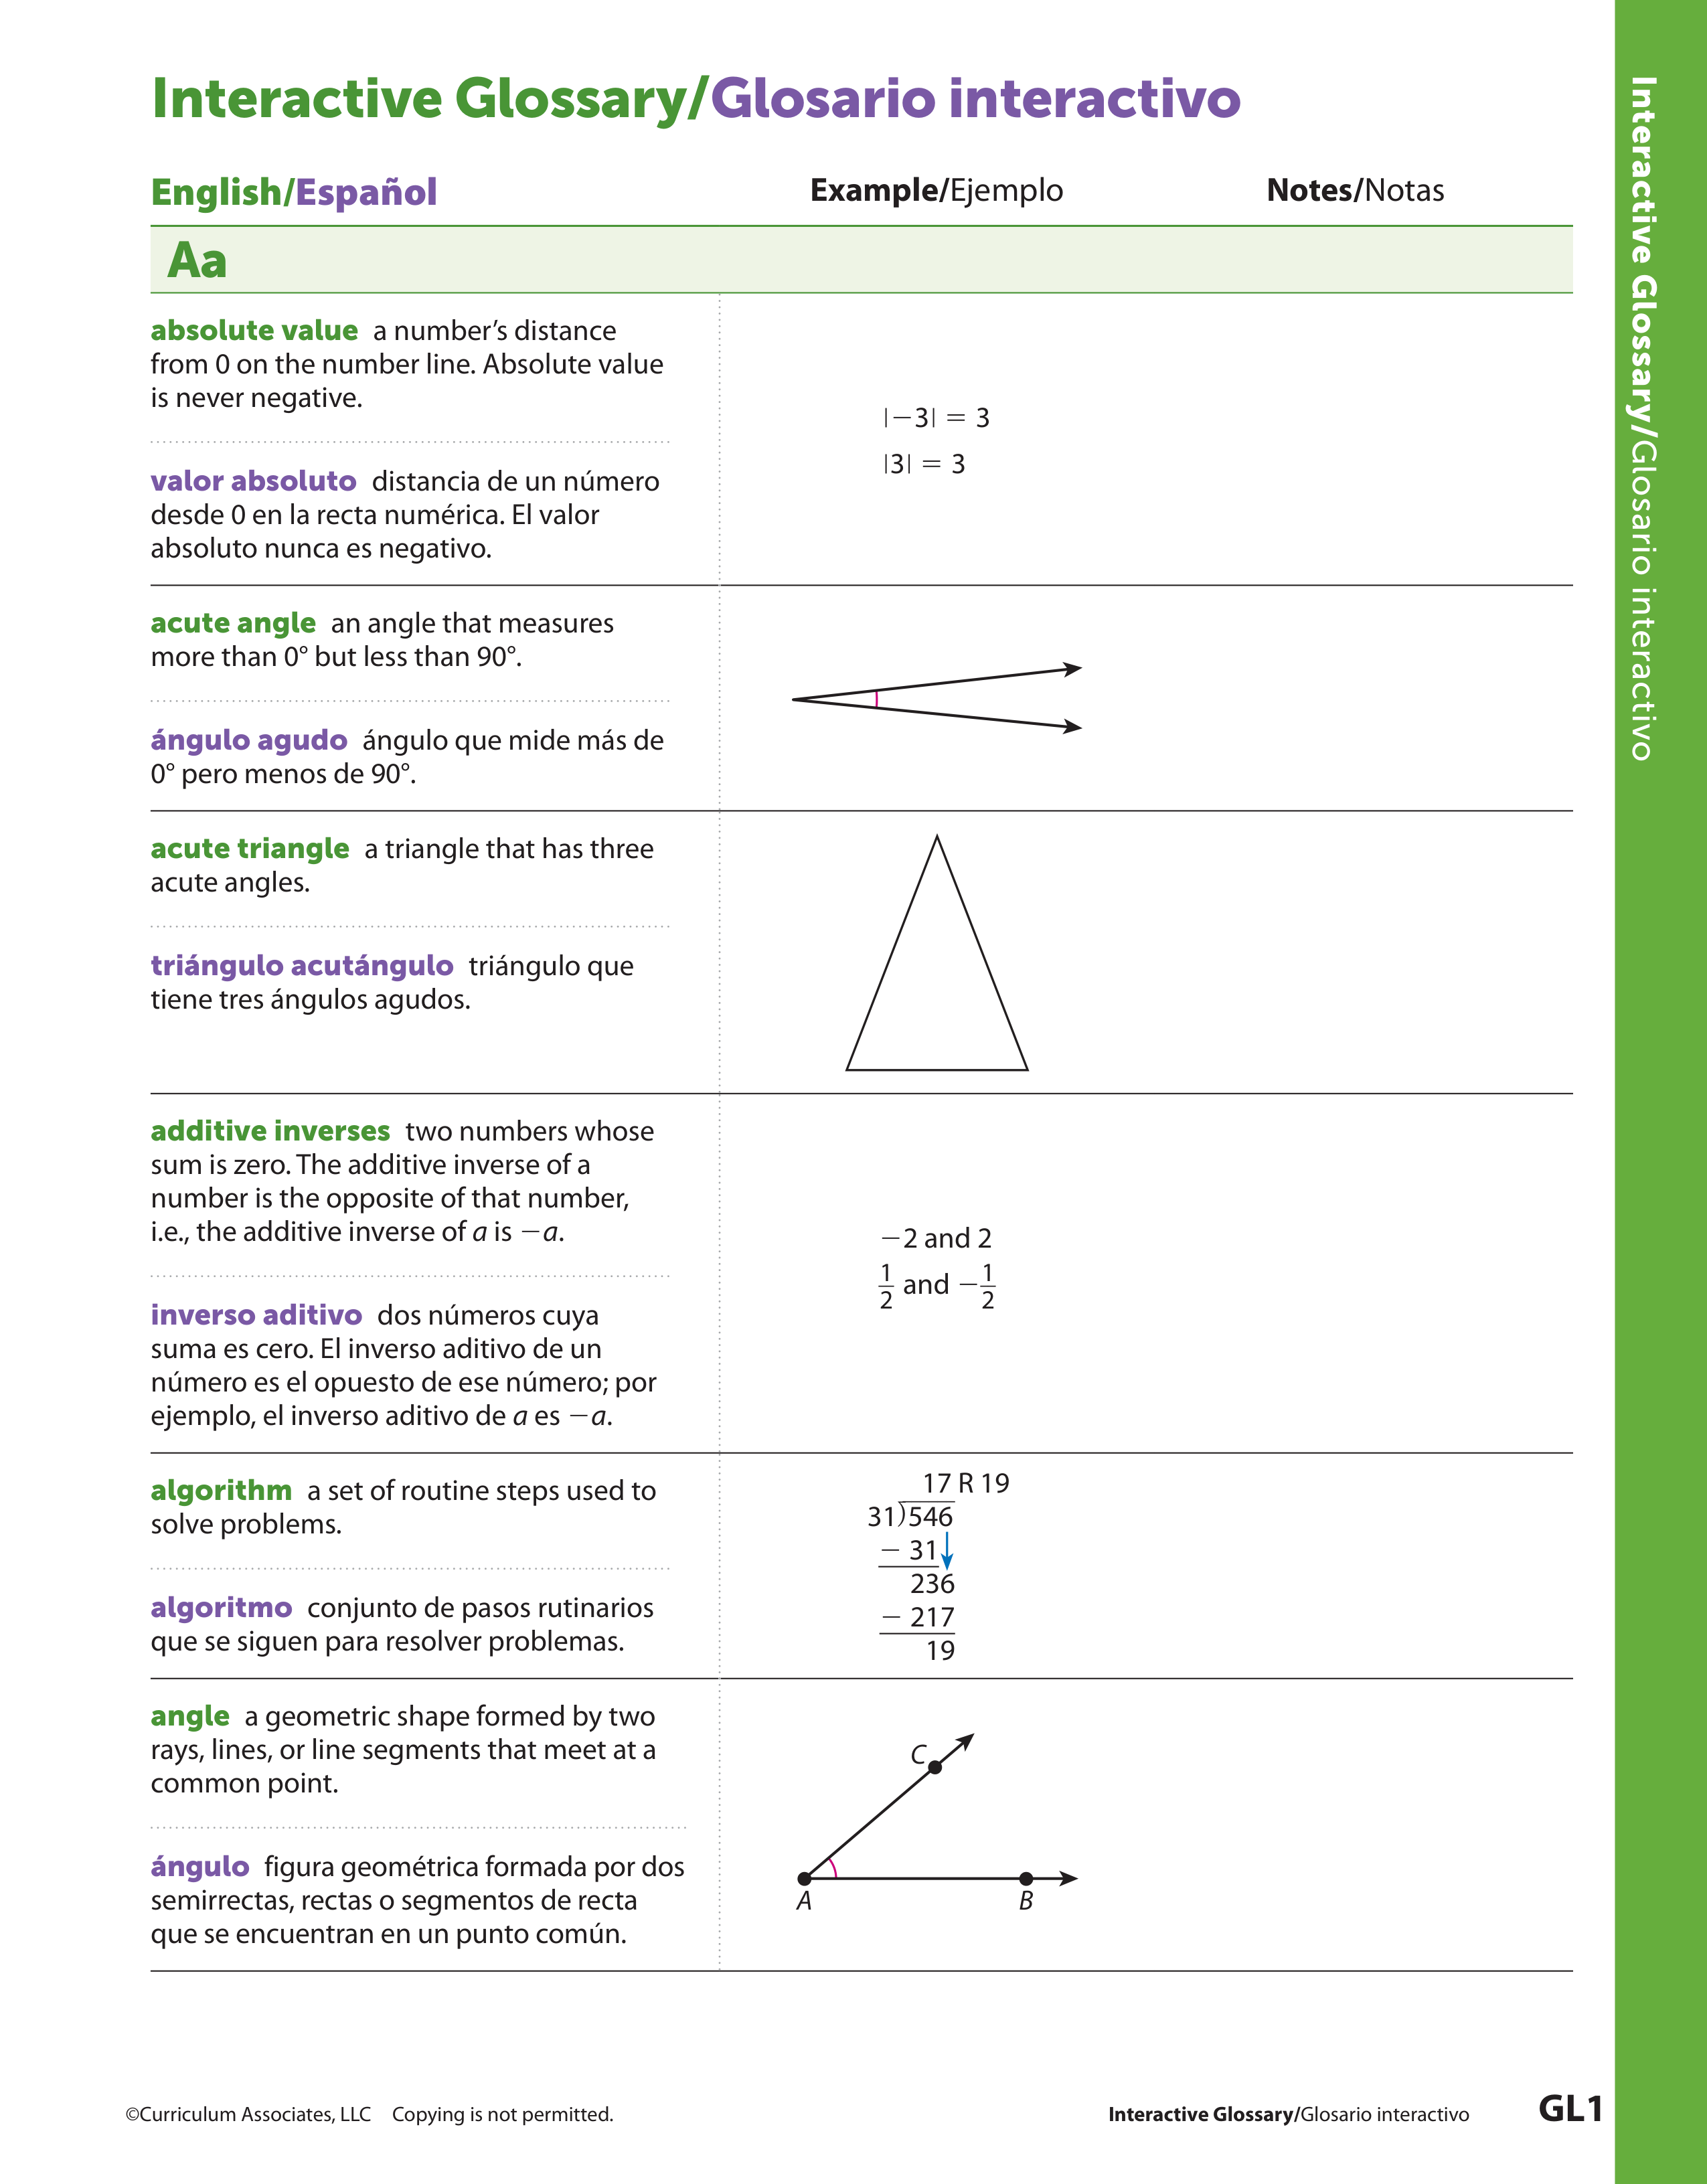 Interactive Glossary/Glosario interactivo
English/Español
Example/Ejemplo
Notes/Notas
Aa
absolute value a number’s distance
from 0 on the number line. Absolute value
is never negative.
valor absoluto distancia de un número
desde 0 en la recta numérica. El valor
absoluto nunca es negativo.
|−3| = 3
|3| = 3
acute angle an angle that measures
more than 0° but less than 90°.
ángulo agudo ángulo que mide más de
0° pero menos de 90°.
acute triangle a triangle that has three
acute angles.
triángulo acutángulo triángulo que
tiene tres ángulos agudos.
additive inverses two numbers whose
sum is zero. The additive inverse of a
number is the opposite of that number,
i.e., the additive inverse of a is −a.
inverso aditivo dos números cuya
suma es cero. El inverso aditivo de un
número es el opuesto de ese número; por
ejemplo, el inverso aditivo de a es −a.
−2 and 2
1/2 and −1/2
algorithm a set of routine steps used to
solve problems.
algoritmo conjunto de pasos rutinarios
que se siguen para resolver problemas.
17 R 19
31)546
− 31
236
− 217
19
angle a geometric shape formed by two
rays, lines, or line segments that meet at a
common point.
ángulo figura geométrica formada por dos
semirrectas, rectas o segmentos de recta
que se encuentran en un punto común.
C
A
B
©Curriculum Associates, LLC Copying is not permitted.
Interactive Glossary/Glosario interactivo
GL1
Interactive Glossary/Glosario interactivo